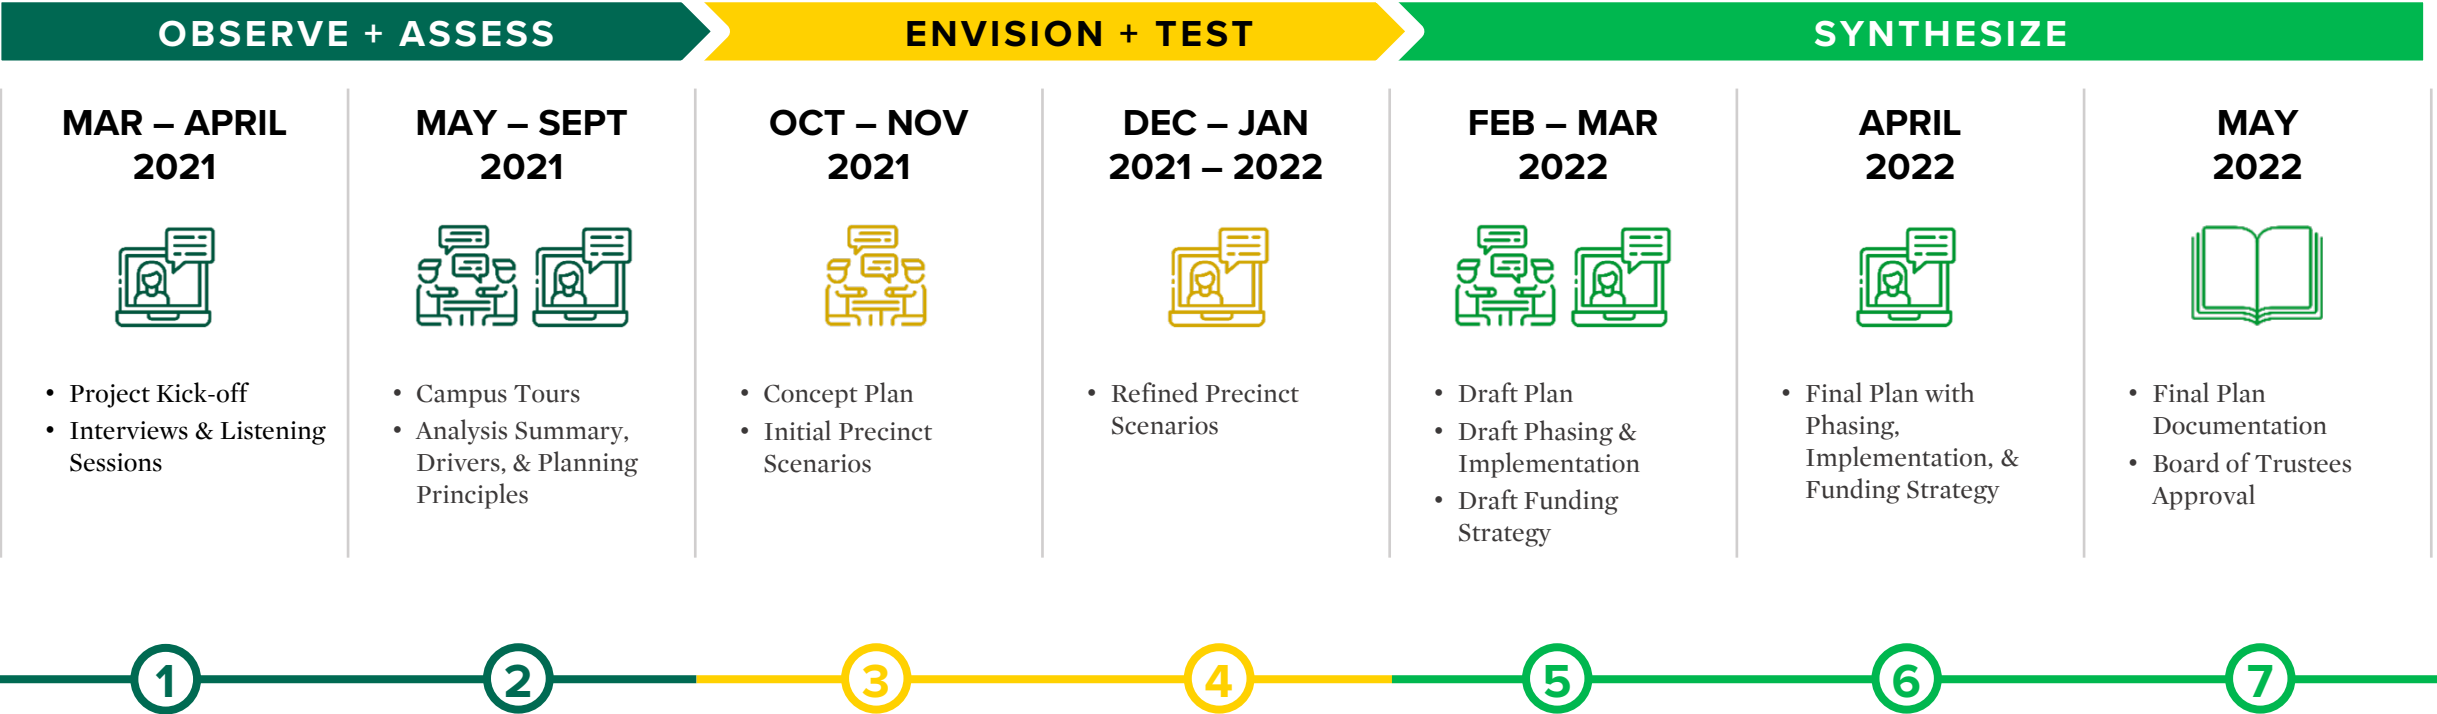 OBSERVE + ASSESS
ENVISION + TEST
SYNTHESIZE
MAR – APRIL
2021
• Project Kick-off
• Interviews & Listening
Sessions
MAY – SEPT
2021
• Campus Tours
• Analysis Summary,
Drivers, & Planning
Principles
OCT – NOV
2021
• Concept Plan
• Initial Precinct
Scenarios
DEC – JAN
2021 – 2022
• Refined Precinct
Scenarios
FEB – MAR
2022
• Draft Plan
• Draft Phasing &
Implementation
• Draft Funding
Strategy
APRIL
2022
• Final Plan with
Phasing,
Implementation, &
Funding Strategy
MAY
2022
• Final Plan
Documentation
• Board of Trustees
Approval
1
2
3
4
5
6
7